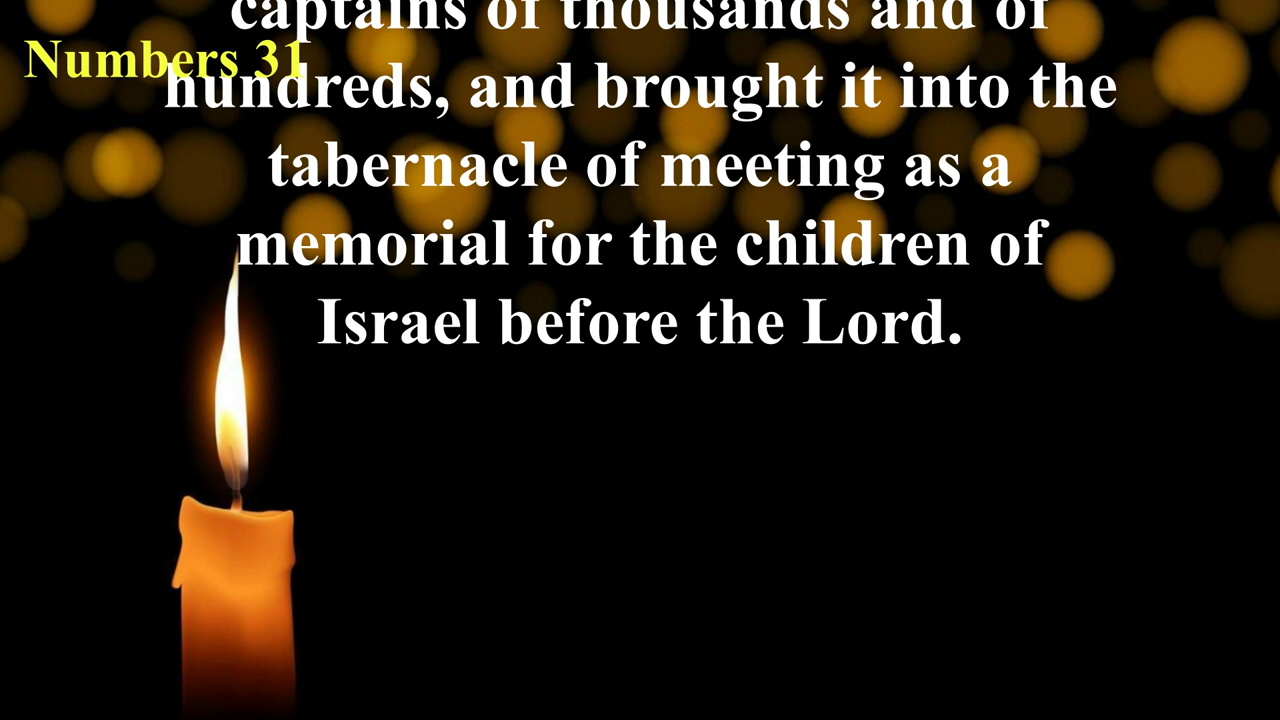 Numbers 31
captains of thousands and of
hundreds, and brought it into the
tabernacle of meeting as a
memorial for the children of
Israel before the Lord.